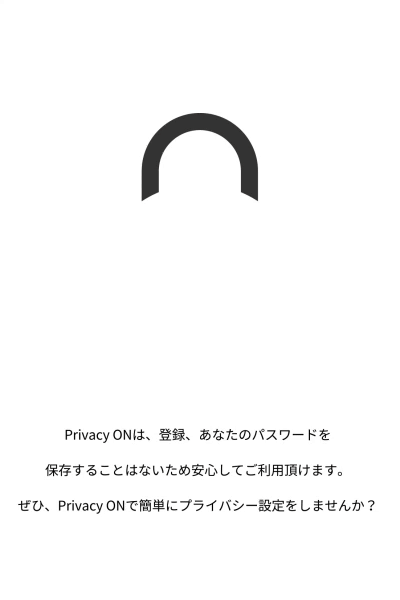 Privacy ONは、登録、あなたのパスワードを
保存することはないため安心してご利用頂けます。
ぜひ、Privacy ONで簡単にプライバシー設定をしませんか？